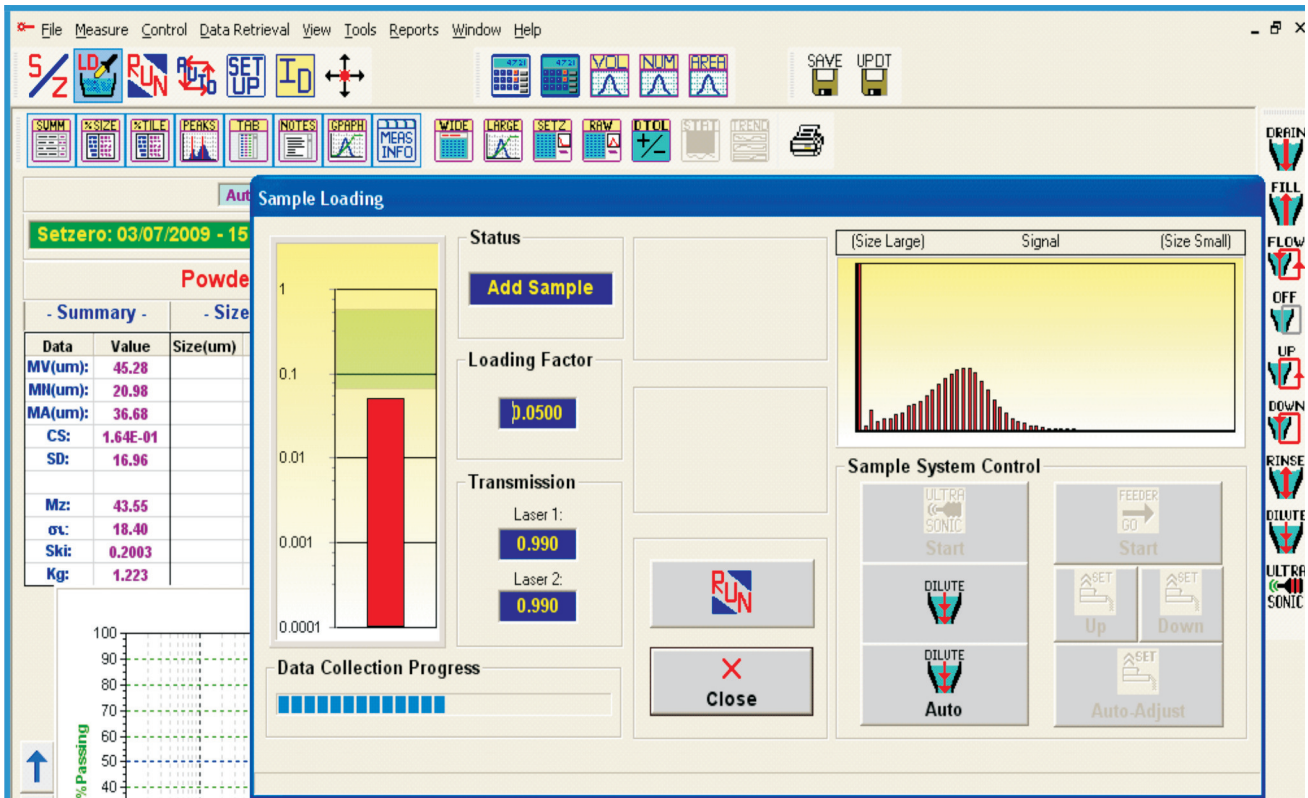 File Measure Control Data Retrieval View Tools Reports Window Help
S/Z LD RUN AUTO SET UP ID 4721 4721 VOL NUM AREA SAVE UPDT
SUMM %SIZE %TILE PEAKS TAB NOTES GPAPH MEAS INFO WIDE LARGE SETZ RAW DTOL +/- STAT TREND
DRAIN
FILL
FLOW
OFF
UP
DOWN
RINSE
DILUTE
ULTRA SONIC
Aut
Setzero: 03/07/2009 - 15
Powde
- Summary - - Size
Data Value Size(um)
MV(um): 45.28
MN(um): 20.98
MA(um): 36.68
CS: 1.64E-01
SD: 16.96
Mz: 43.55
σι: 18.40
Ski: 0.2003
Kg: 1.223
100
90
80
70
60
50
40
%Passing
Sample Loading
1
0.1
0.01
0.001
0.0001
Status
Add Sample
Loading Factor
0.0500
Transmission
Laser 1:
0.990
Laser 2:
0.990
Data Collection Progress
RUN
Close
(Size Large) Signal (Size Small)
Sample System Control
ULTRA SONIC
Start
FEEDER GO
Start
DILUTE
SET
Up
SET
Down
DILUTE
Auto
SET
Auto-Adjust